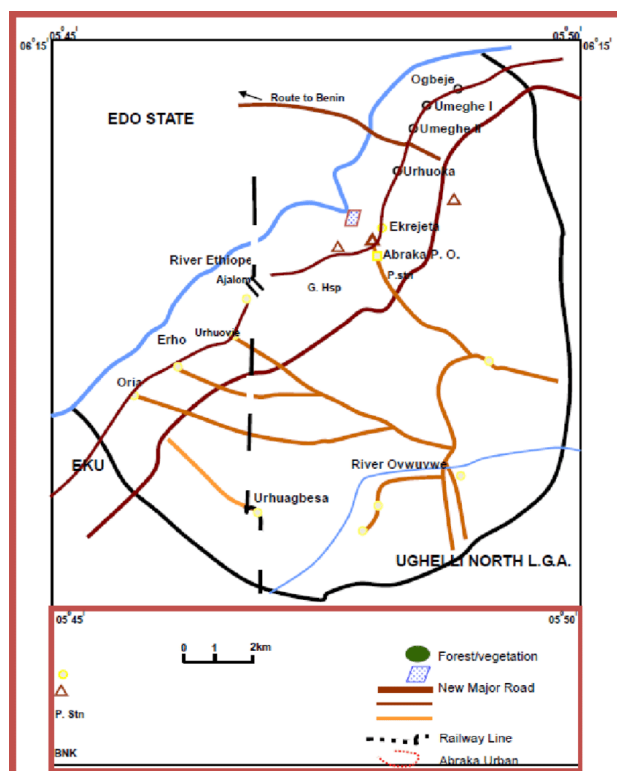 05°45' 05°50'
06°15' 06°15'
Ogbeje
Route to Benin
Umeghe I
EDO STATE
Umeghe II
Urhuoka
Ekrejeta
River Ethiope
Abraka P. O.
Ajalomi
P.stn
G. Hsp
Urhuovie
Erho
Oria
EKU
River Ovwuvwe
Urhuagbesa
UGHELLI NORTH L.G.A.
05°45' 05°50'
0 1 2km
Forest/vegetation
New Major Road
P. Stn
Railway Line
BNK
Abraka Urban